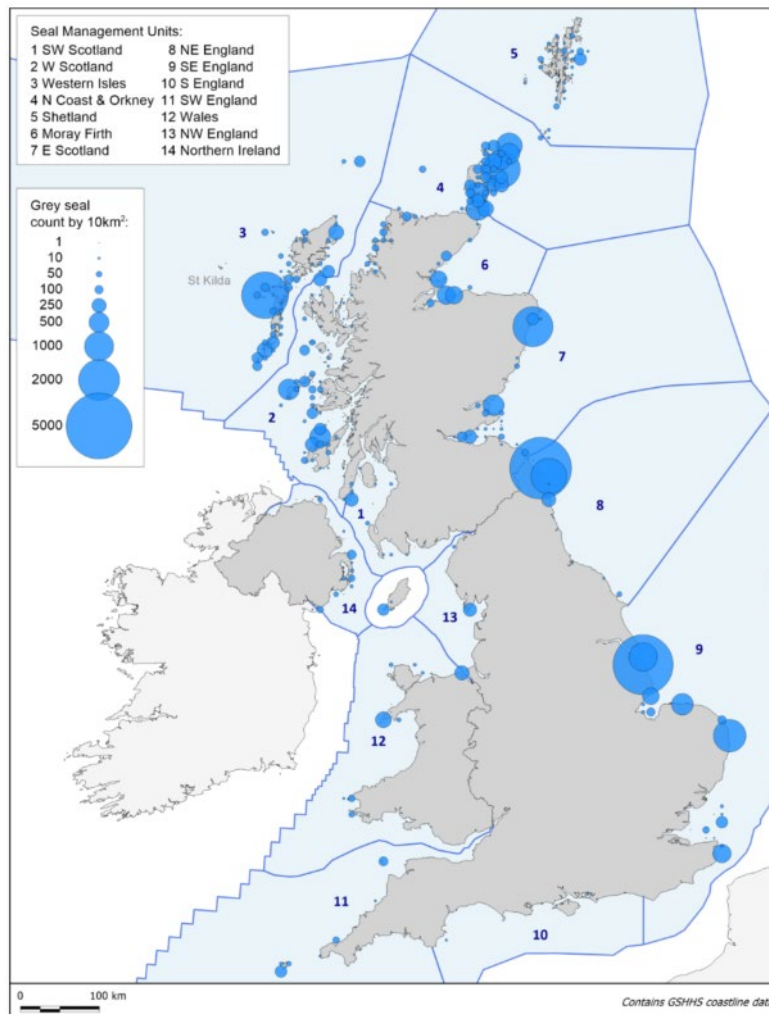 Seal Management Units:
1 SW Scotland 8 NE England
2 W Scotland 9 SE England
3 Western Isles 10 S England
4 N Coast & Orkney 11 SW England
5 Shetland 12 Wales
6 Moray Firth 13 NW England
7 E Scotland 14 Northern Ireland
5
4
Grey seal
count by 10km²:
1
10
50
100
250
500
1000
2000
5000
3
6
St Kilda
7
2
1
8
14
13
9
12
11
10
0 100 km
Contains GSHHS coastline data